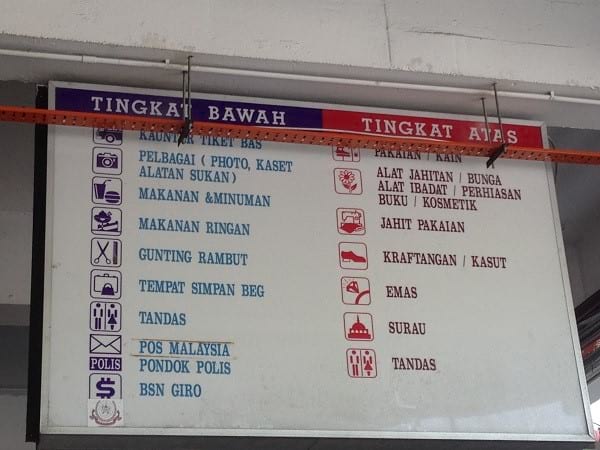 TINGKAT BAWAH
KAUNTER TIKET BAS
PELBAGAI ( PHOTO, KASET
ALATAN SUKAN )
MAKANAN &MINUMAN
MAKANAN RINGAN
GUNTING RAMBUT
TEMPAT SIMPAN BEG
TANDAS
POS MALAYSIA
POLIS PONDOK POLIS
BSN GIRO
TINGKAT ATAS
PAKAIAN / KAIN
ALAT JAHITAN / BUNGA
ALAT IBADAT / PERHIASAN
BUKU / KOSMETIK
JAHIT PAKAIAN
KRAFTANGAN / KASUT
EMAS
SURAU
TANDAS